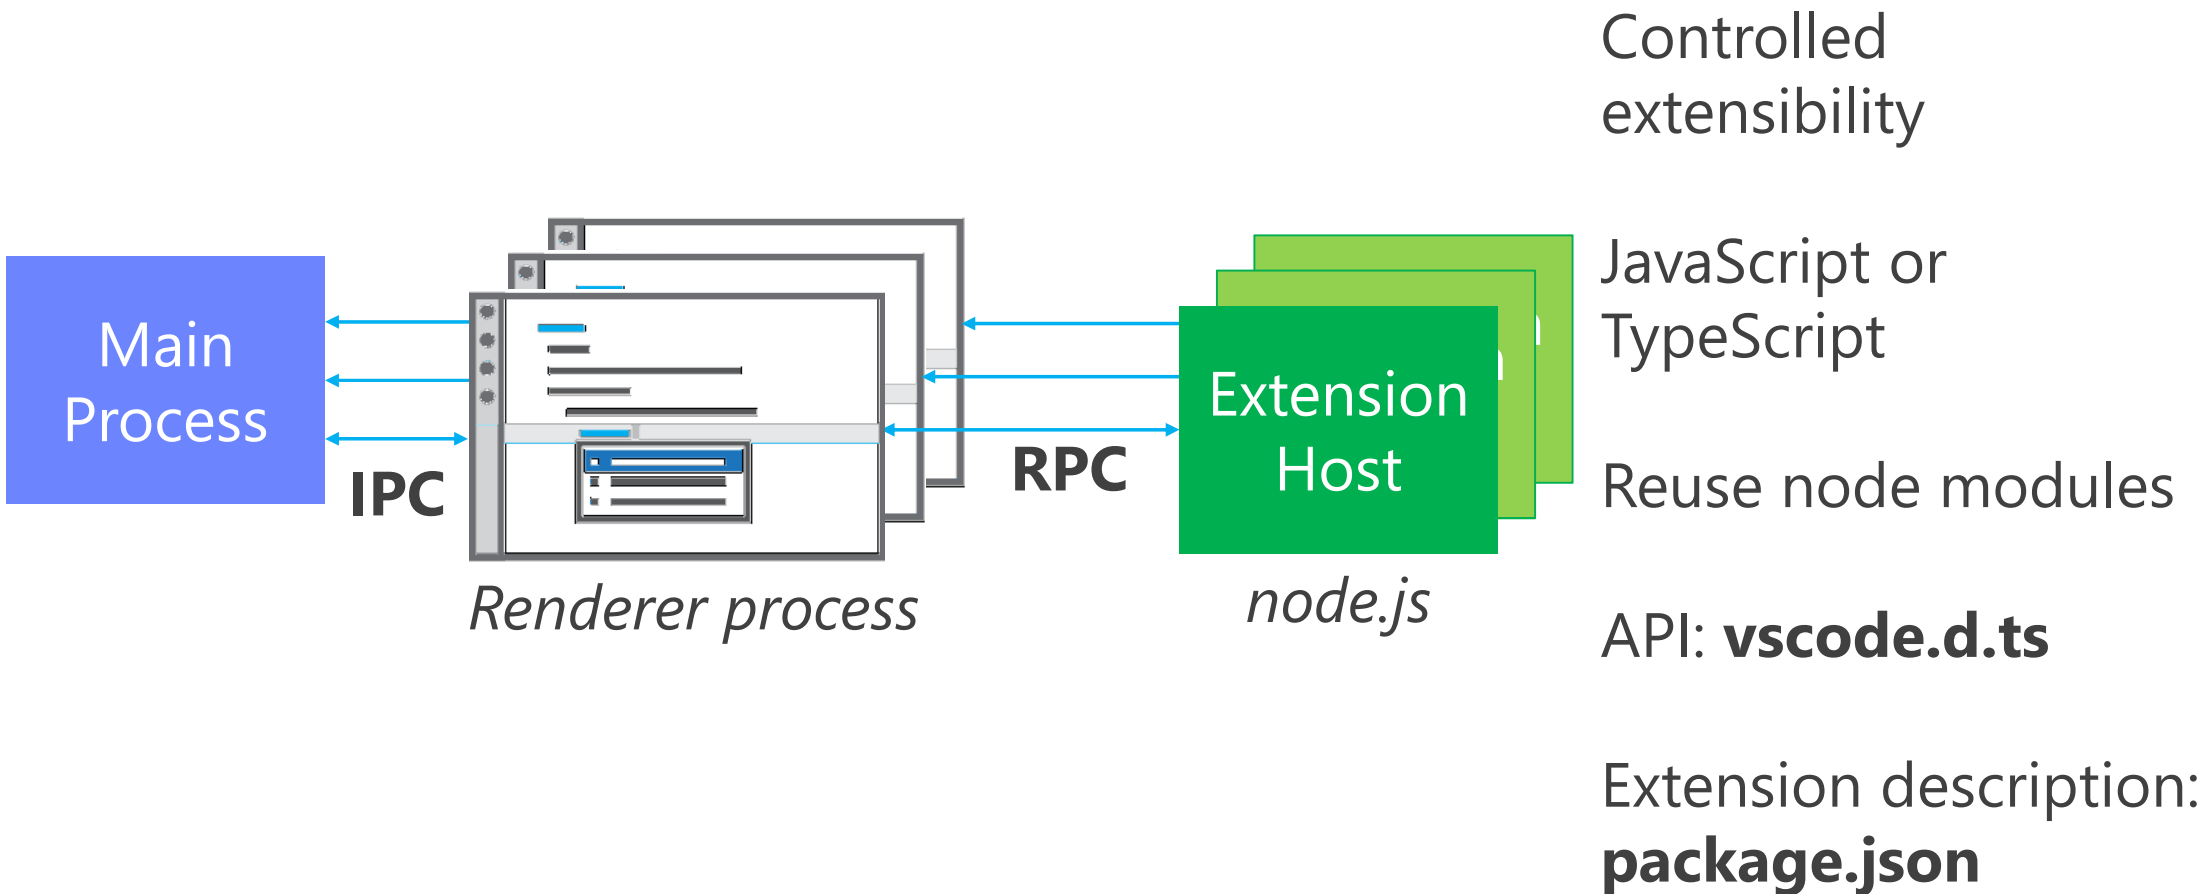 Main
Process
IPC
Renderer process
RPC
Extension
Host
node.js
Controlled
extensibility
JavaScript or
TypeScript
Reuse node modules
API: vscode.d.ts
Extension description:
package.json